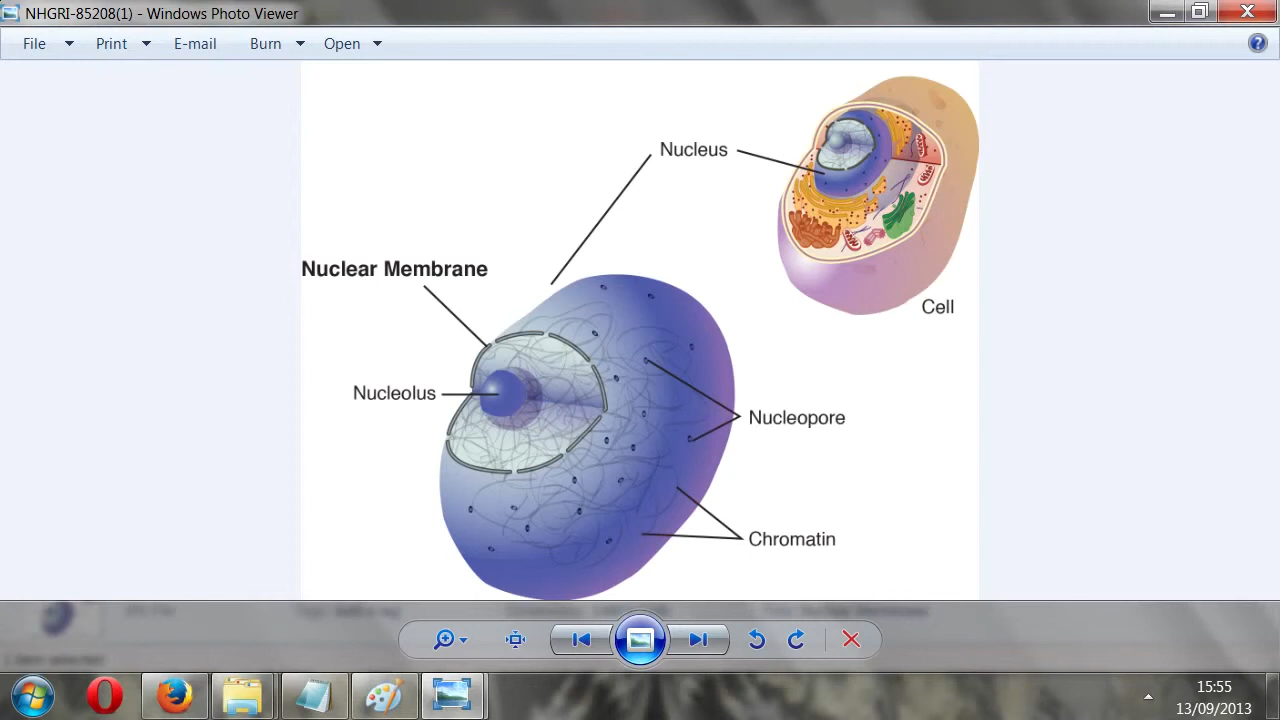 NHGRI-85208(1) - Windows Photo Viewer
File Print E-mail Burn Open
Nucleus
Nuclear Membrane
Cell
Nucleolus
Nucleopore
Chromatin
15:55
13/09/2013